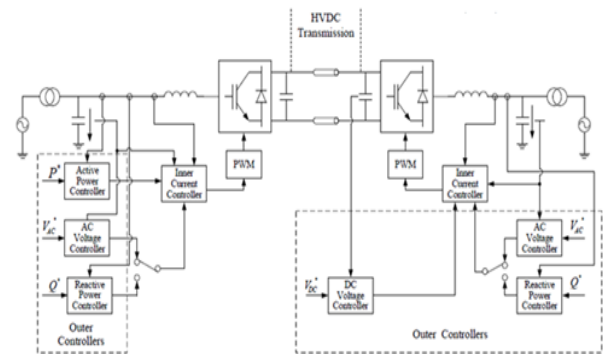 HVDC
Transmission
PWM
PWM
P*
Active
Power
Controller
Inner
Current
Controller
Inner
Current
Controller
V*AC
AC
Voltage
Controller
AC
Voltage
Controller
V*AC
Q*
Reactive
Power
Controller
V*DC
DC
Voltage
Controller
Reactive
Power
Controller
Q*
Outer
Controllers
Outer Controllers